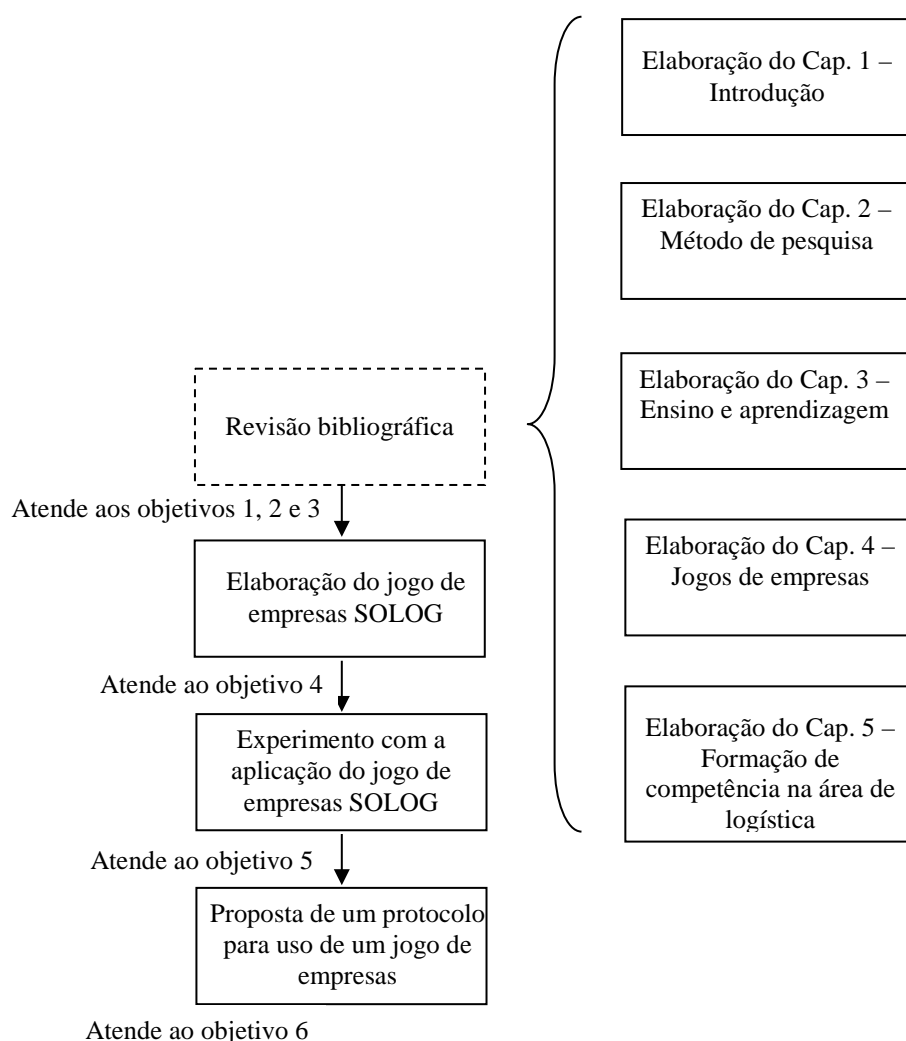 Elaboração do Cap. 1 –
Introdução
Elaboração do Cap. 2 –
Método de pesquisa
Elaboração do Cap. 3 –
Ensino e aprendizagem
Elaboração do Cap. 4 –
Jogos de empresas
Elaboração do Cap. 5 –
Formação de
competência na área de
logística
Revisão bibliográfica
Atende aos objetivos 1, 2 e 3
Elaboração do jogo de
empresas SOLOG
Atende ao objetivo 4
Experimento com a
aplicação do jogo de
empresas SOLOG
Atende ao objetivo 5
Proposta de um protocolo
para uso de um jogo de
empresas
Atende ao objetivo 6